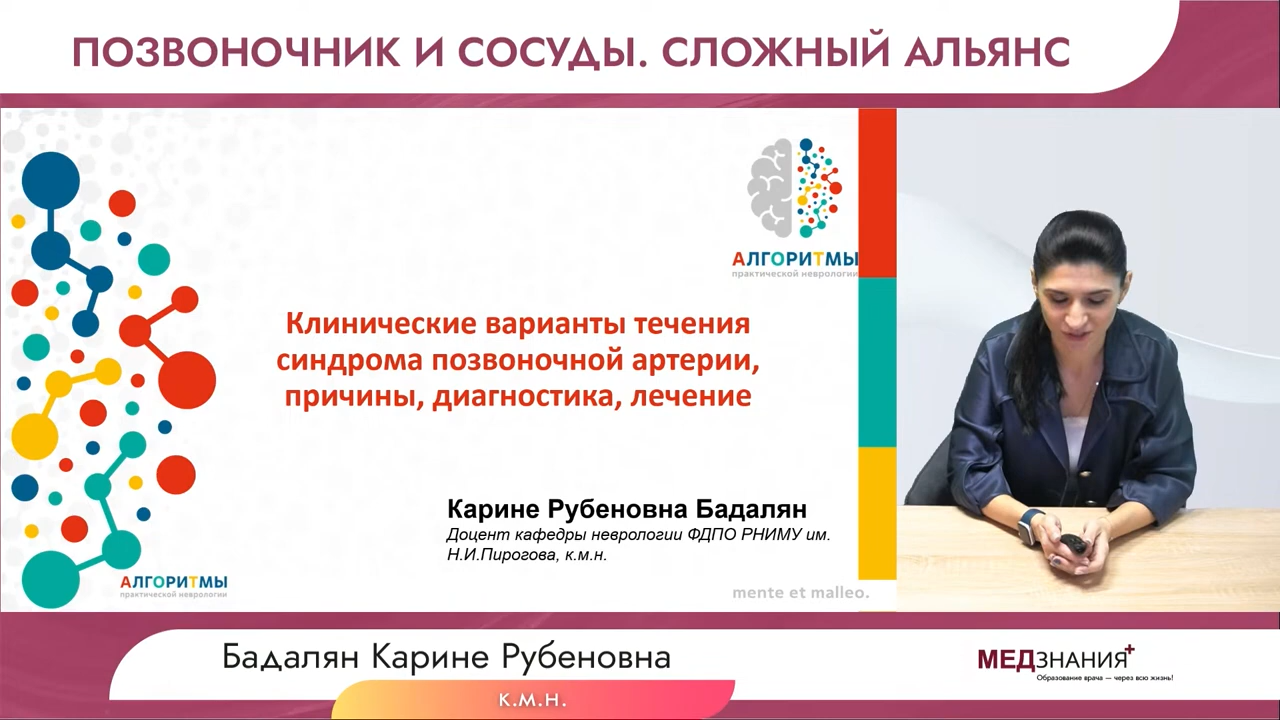 ПОЗВОНОЧНИК И СОСУДЫ. СЛОЖНЫЙ АЛЬЯНС
АЛГОРИТМЫ
практической неврологии
Клинические варианты течения
синдрома позвоночной артерии,
причины, диагностика, лечение
Карине Рубеновна Бадалян
Доцент кафедры неврологии ФДПО РНИМУ им.
Н.И.Пирогова, к.м.н.
АЛГОРИТМЫ
практической неврологии
mente et malleo.
Бадалян Карине Рубеновна
к.м.н.
МЕДЗНАНИЯ+
Образование врача — через всю жизнь!